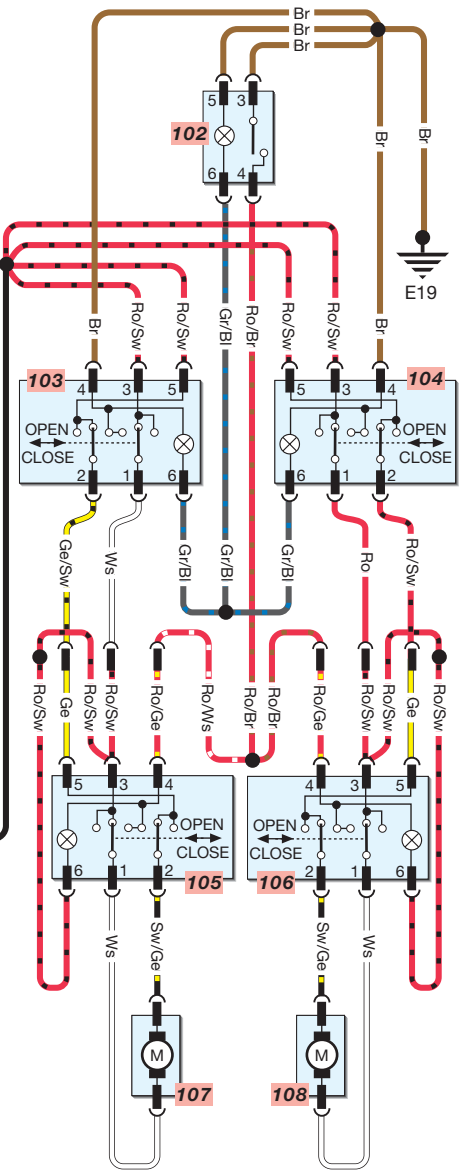 Br
Br
Br
5 3
102
Br
Br
6 4
E19
Br
Ro/Sw
Ro/Sw
Gr/Bl
Ro/Br
Ro/Sw
Ro/Sw
Br
103
4 3 5
5 3 4
104
OPEN
CLOSE
OPEN
CLOSE
2 1 6
6 1 2
Ge/Sw
Ws
Gr/Bl
Gr/Bl
Gr/Bl
Ro
Ro/Sw
Ro/Sw
Ge
Ro/Sw
Ro/Sw
Ro/Ge
Ro/Ws
Ro/Br
Ro/Br
Ro/Ge
Ro/Sw
Ro/Sw
Ge
Ro/Sw
5 3 4
4 3 5
OPEN
CLOSE
OPEN
CLOSE
6 1 2
105
2 1 6
106
Ws
Sw/Ge
Sw/Ge
Ws
M
107
M
108